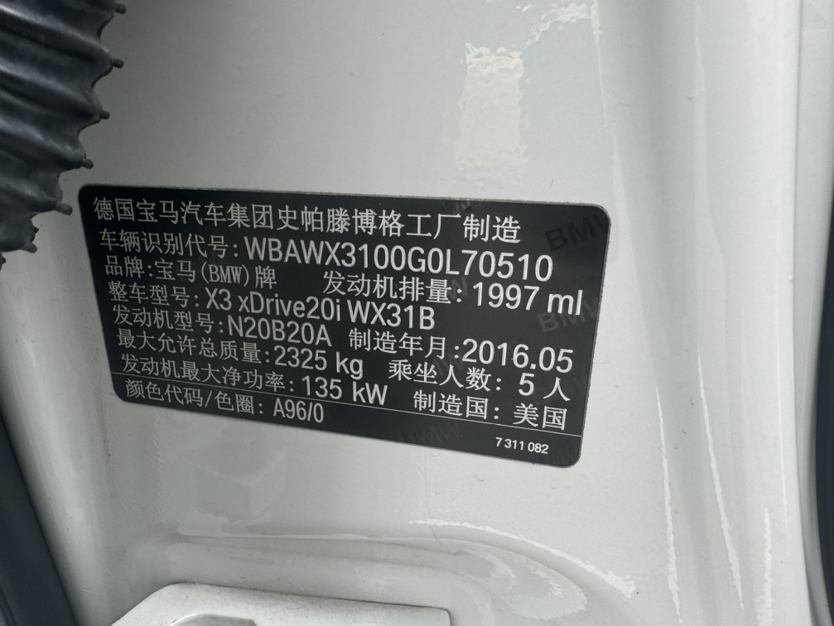 德国宝马汽车集团史帕滕博格工厂制造
车辆识别代号: WBAWX3100G0L70510
品牌: 宝马(BMW)牌 发动机排量: 1997 ml
整车型号: X3 xDrive20i WX31B
发动机型号: N20B20A 制造年月: 2016.05
最大允许总质量: 2325 kg 乘坐人数: 5 人
发动机最大净功率: 135 kW 制造国: 美国
颜色代码/色圈: A96/0
7 311 082
BMW